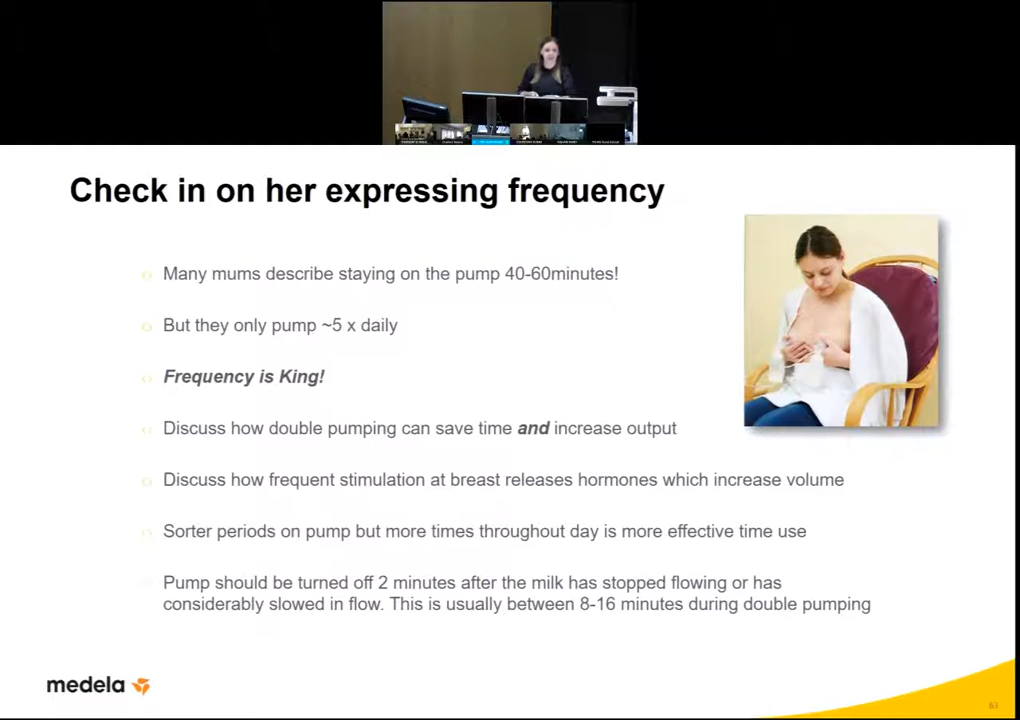 Check in on her expressing frequency
Many mums describe staying on the pump 40-60minutes!
But they only pump ~5 x daily
Frequency is King!
Discuss how double pumping can save time and increase output
Discuss how frequent stimulation at breast releases hormones which increase volume
Sorter periods on pump but more times throughout day is more effective time use
Pump should be turned off 2 minutes after the milk has stopped flowing or has
considerably slowed in flow. This is usually between 8-16 minutes during double pumping
medela
63